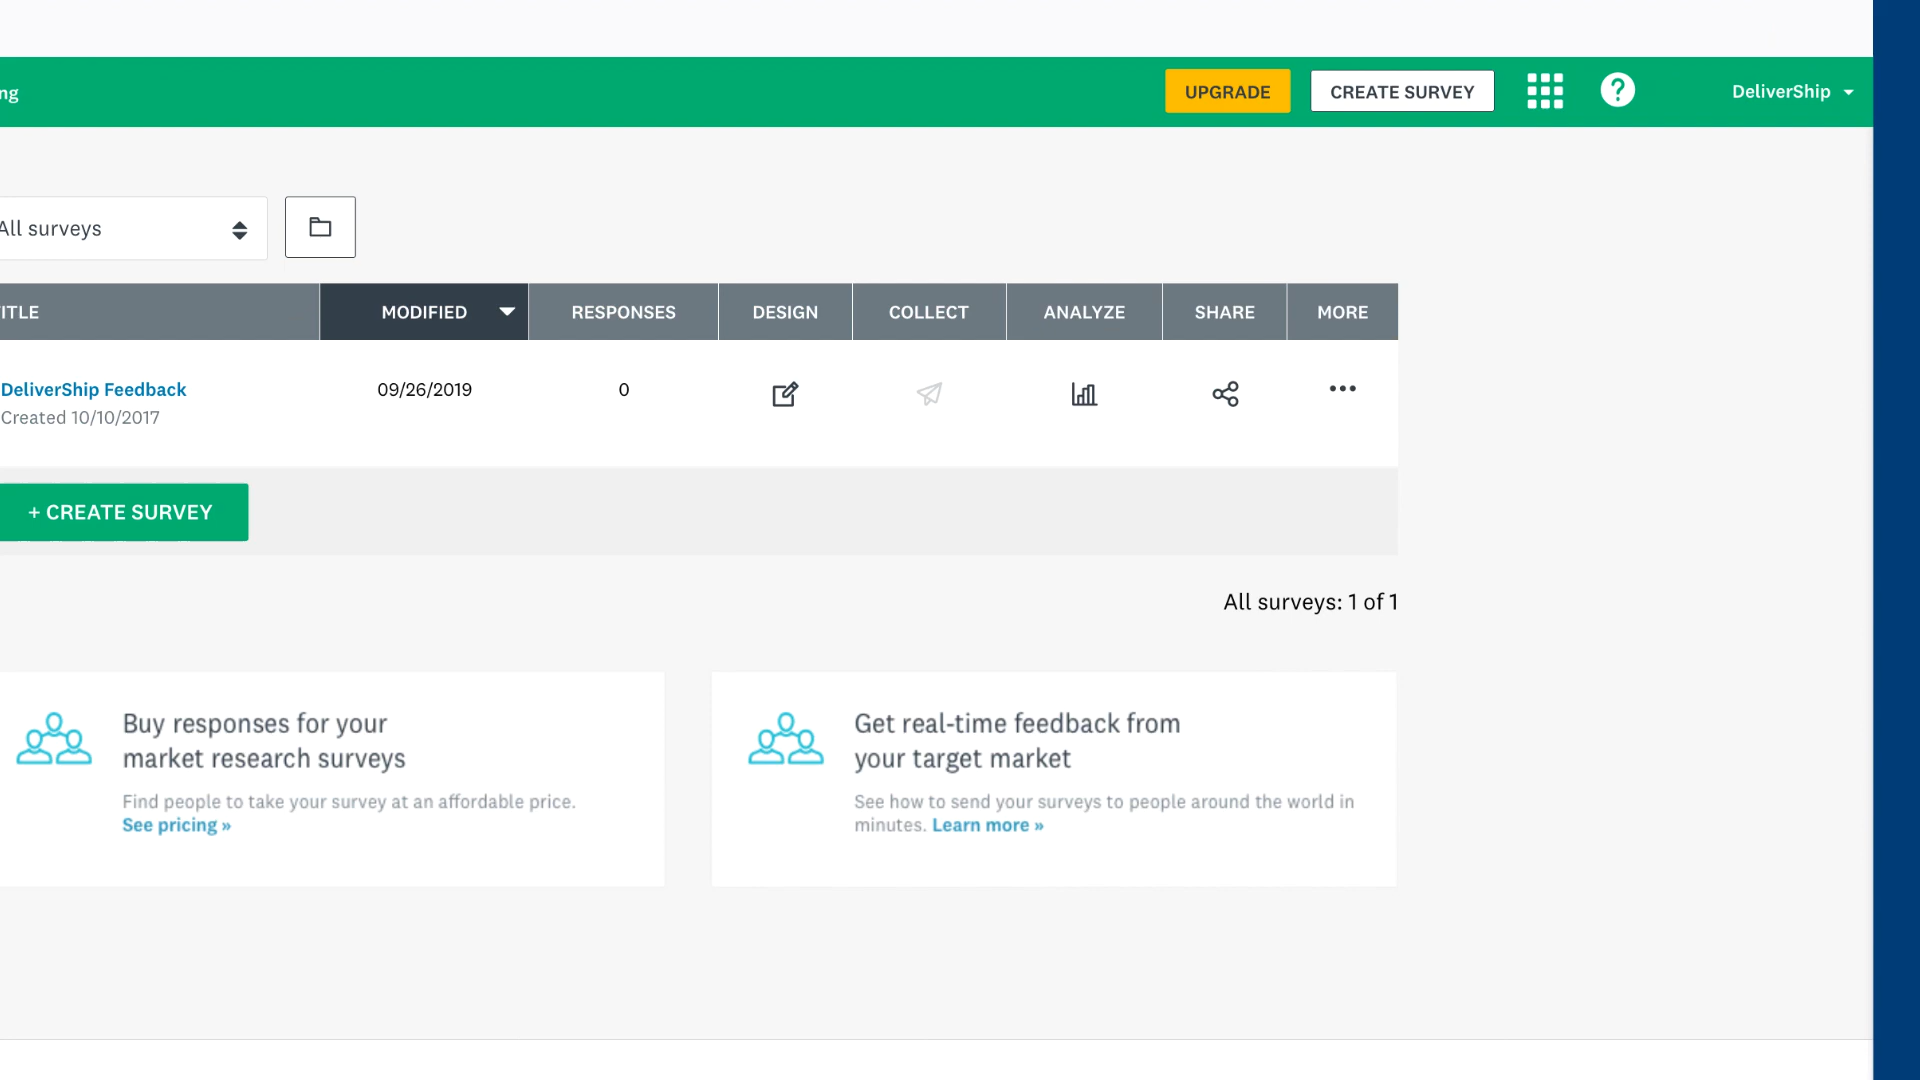 ng
UPGRADE
CREATE SURVEY
?
DeliverShip
All surveys
ITLE
MODIFIED
RESPONSES
DESIGN
COLLECT
ANALYZE
SHARE
MORE
DeliverShip Feedback
09/26/2019
0
Created 10/10/2017
+ CREATE SURVEY
All surveys: 1 of 1
Buy responses for your
market research surveys
Find people to take your survey at an affordable price.
See pricing »
Get real-time feedback from
your target market
See how to send your surveys to people around the world in
minutes. Learn more »